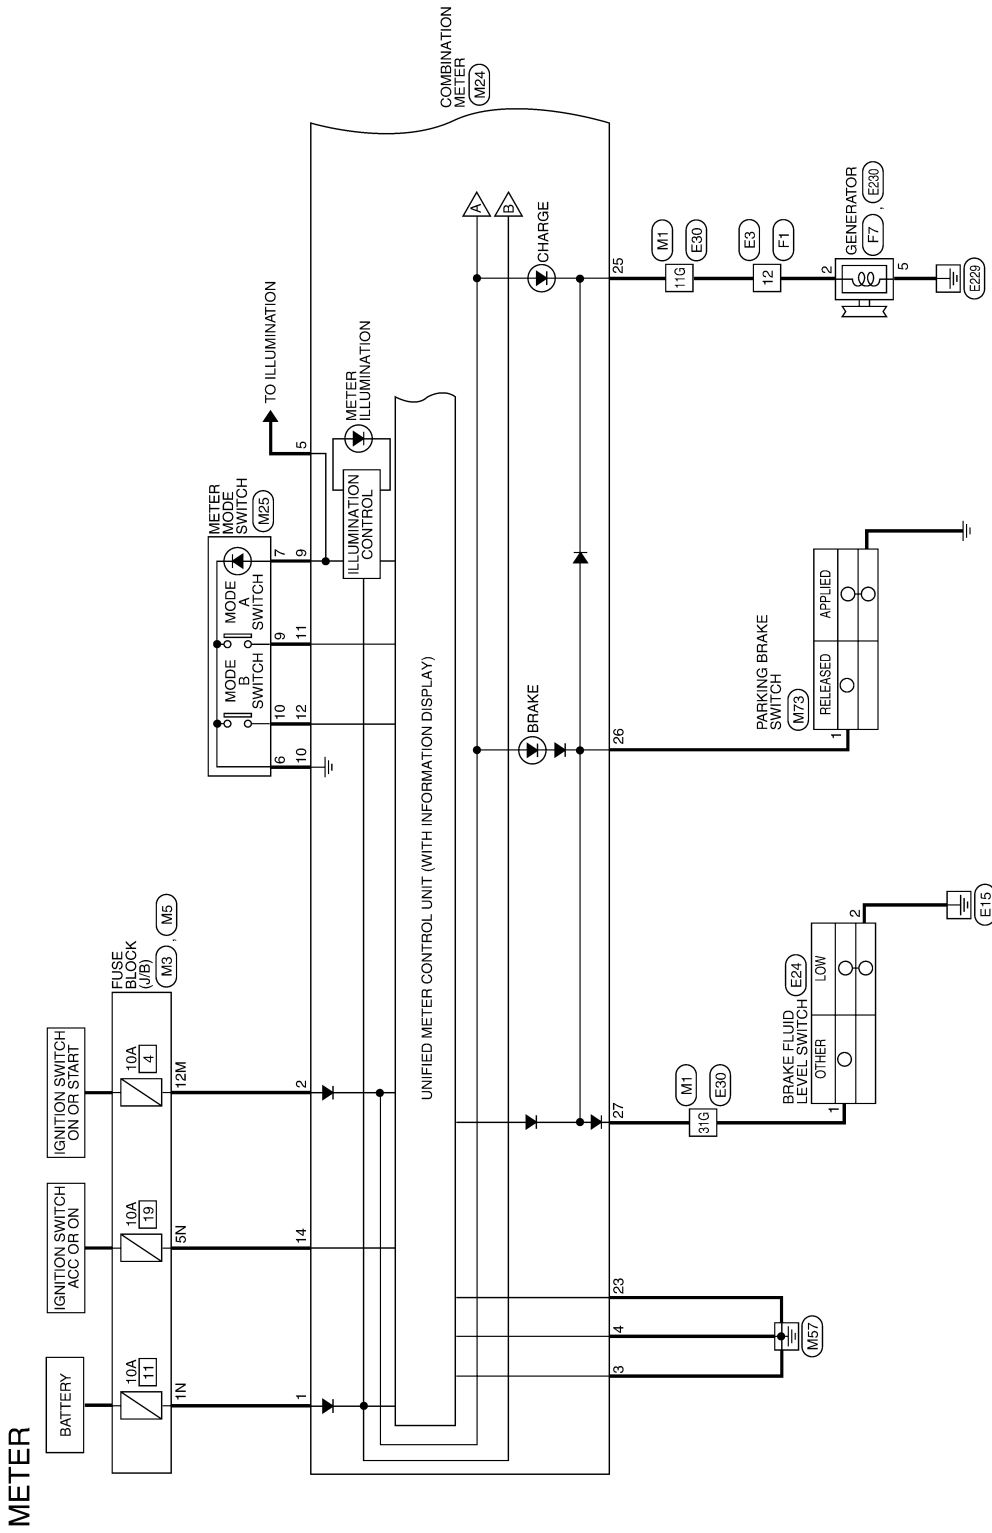 METER
BATTERY
IGNITION SWITCH
ACC OR ON
IGNITION SWITCH
ON OR START
10A
11
10A
19
10A
4
FUSE
BLOCK
(J/B)
M3 , M5
1N
5N
12M
1
14
2
METER
MODE
SWITCH
M25
MODE
B
SWITCH
MODE
A
SWITCH
6
10
9
7
10
12
11
9
5
TO ILLUMINATION
COMBINATION
METER
M24
ILLUMINATION
CONTROL
METER
ILLUMINATION
UNIFIED METER CONTROL UNIT (WITH INFORMATION DISPLAY)
A
B
BRAKE
CHARGE
3
4
23
27
26
25
M57
31G
M1
E30
11G
M1
E30
12
E3
F1
BRAKE FLUID
LEVEL SWITCH
E24
OTHER
LOW
1
2
E15
PARKING BRAKE
SWITCH
M73
RELEASED
APPLIED
1
GENERATOR
F7 , E230
2
5
E229